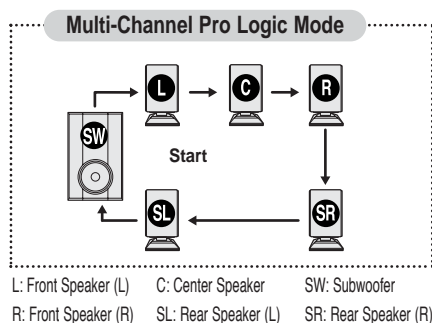 Multi-Channel Pro Logic Mode
L C R
SW
Start
SL SR
L: Front Speaker (L) C: Center Speaker SW: Subwoofer
R: Front Speaker (R) SL: Rear Speaker (L) SR: Rear Speaker (R)